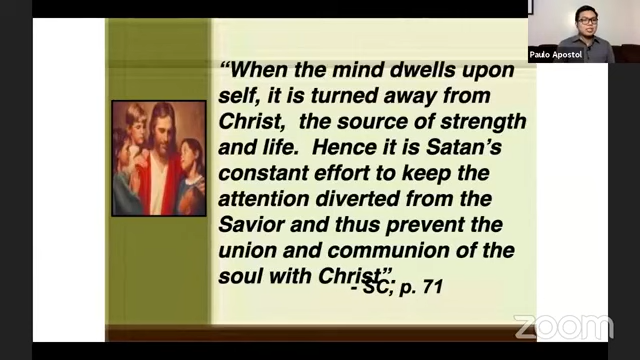 Paulo Apostol
“When the mind dwells upon
self, it is turned away from
Christ, the source of strength
and life. Hence it is Satan’s
constant effort to keep the
attention diverted from the
Savior and thus prevent the
union and communion of the
soul with Christ”.
- SC, p. 71
zoom